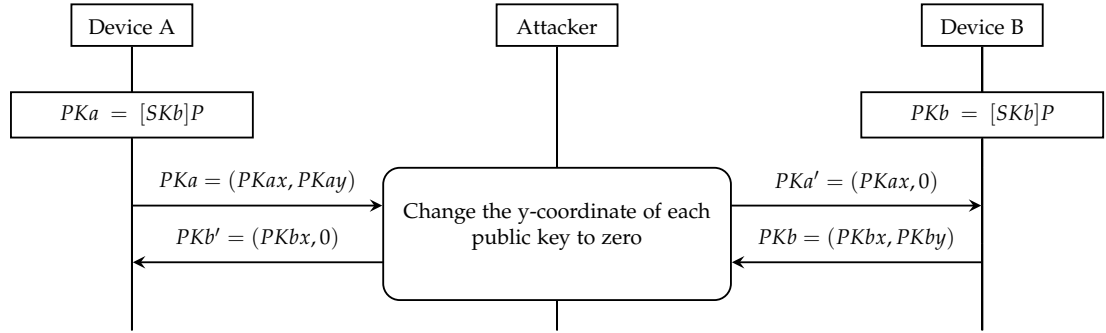 Device A
Attacker
Device B
PKa = [SKb]P
PKb = [SKb]P
PKa = (PKax, PKay)
PKa′ = (PKax, 0)
Change the y-coordinate of each
public key to zero
PKb′ = (PKbx, 0)
PKb = (PKbx, PKby)